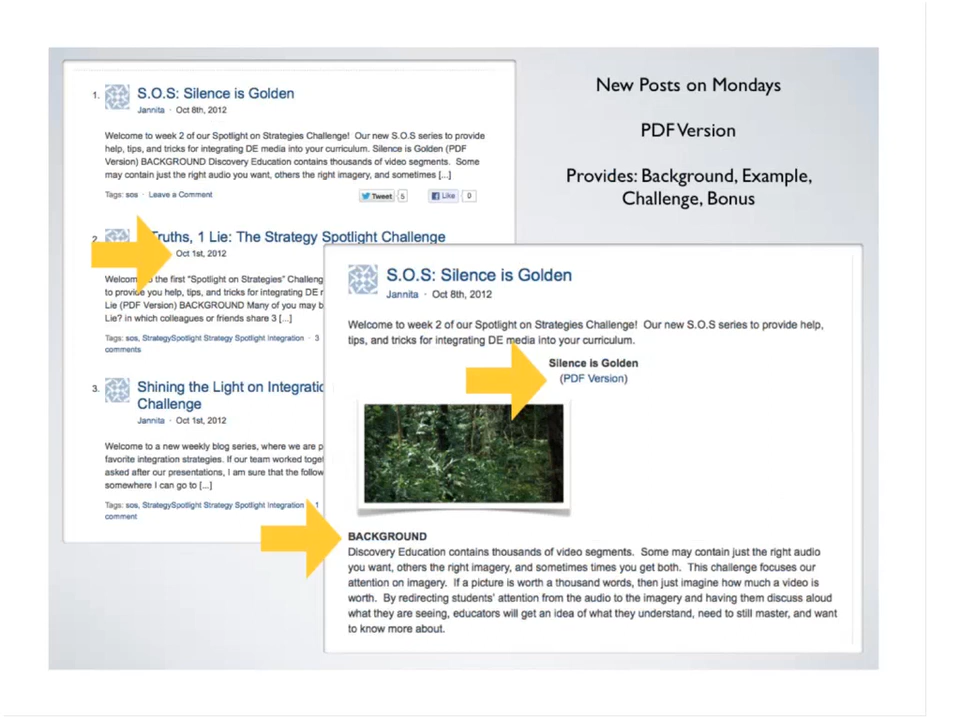 New Posts on Mondays
PDF Version
Provides: Background, Example,
Challenge, Bonus
1. S.O.S: Silence is Golden
Jannita · Oct 8th, 2012
Welcome to week 2 of our Spotlight on Strategies Challenge! Our new S.O.S series to provide
help, tips, and tricks for integrating DE media into your curriculum. Silence is Golden (PDF
Version) BACKGROUND Discovery Education contains thousands of video segments. Some
may contain just the right audio you want, others the right imagery, and sometimes [...]
Tags: sos · Leave a Comment
Tweet 5
Like 0
2. Truths, 1 Lie: The Strategy Spotlight Challenge
Oct 1st, 2012
the first "Spotlight on Strategies"
to provide you help, tips, and tricks for integrating DE
Lie (PDF Version) BACKGROUND Many of you may
Lie? in which colleagues or friends share 3 [...]
Tags: sos, StrategySpotlight Strategy Spotlight Integration · 3
comments
3. Shining the Light on
Challenge
Jannita · Oct 1st, 2012
Welcome to a new weekly blog series, where we are
favorite integration strategies. If our team worked
asked after our presentations, I am sure that the
somewhere I can go to [...]
Tags: sos, StrategySpotlight Strategy Spotlight Integration · 1
comment
S.O.S: Silence is Golden
Jannita · Oct 8th, 2012
Welcome to week 2 of our Spotlight on Strategies Challenge! Our new S.O.S series to provide help,
tips, and tricks for integrating DE media into your curriculum.
Silence is Golden
(PDF Version)
BACKGROUND
Discovery Education contains thousands of video segments. Some may contain just the right audio
you want, others the right imagery, and sometimes times you get both. This challenge focuses our
attention on imagery. If a picture is worth a thousand words, then just imagine how much a video is
worth. By redirecting students' attention from the audio to the imagery and having them discuss aloud
what they are seeing, educators will get an idea of what they understand, need to still master, and want
to know more about.